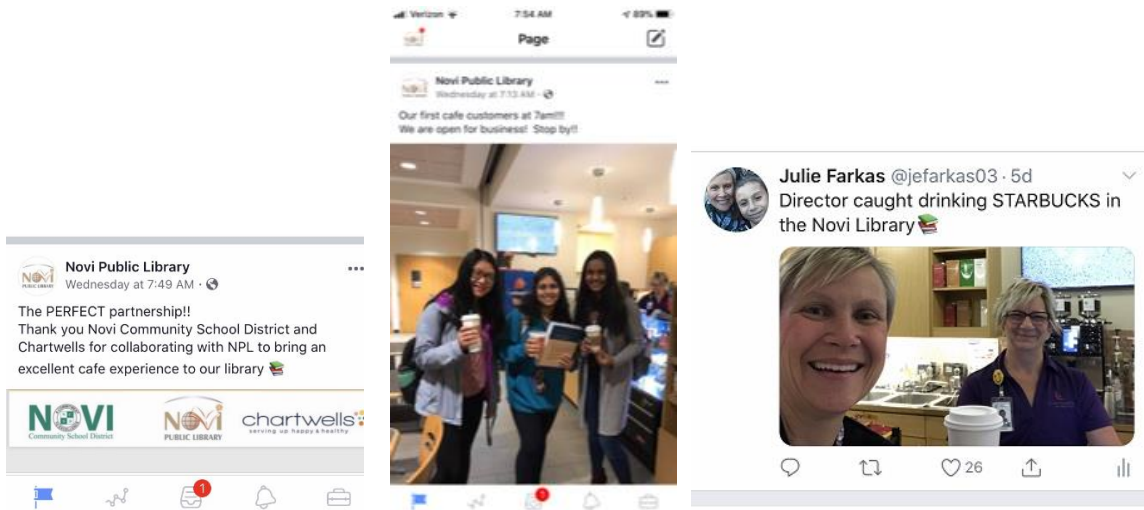 Novi Public Library
Wednesday at 7:49 AM ·
The PERFECT partnership!!
Thank you Novi Community School District and
Chartwells for collaborating with NPL to bring an
excellent cafe experience to our library
NOVI
Community School District
NOVI
PUBLIC LIBRARY
chartwells
serving up happy & healthy
1
Verizon
7:54 AM
89%
Page
Novi Public Library
Wednesday at 7:13 AM ·
Our first cafe customers at 7am!!!!
We are open for business! Stop by!!
Julie Farkas @jefarkas03 · 5d
Director caught drinking STARBUCKS in
the Novi Library
26